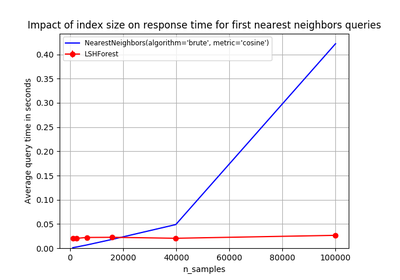 Impact of index size on response time for first nearest neighbors queries
NearestNeighbors(algorithm='brute', metric='cosine')
LSHForest
0.40
0.35
0.30
0.25
0.20
0.15
0.10
0.05
0.00
Average query time in seconds
0 20000 40000 60000 80000 100000
n_samples